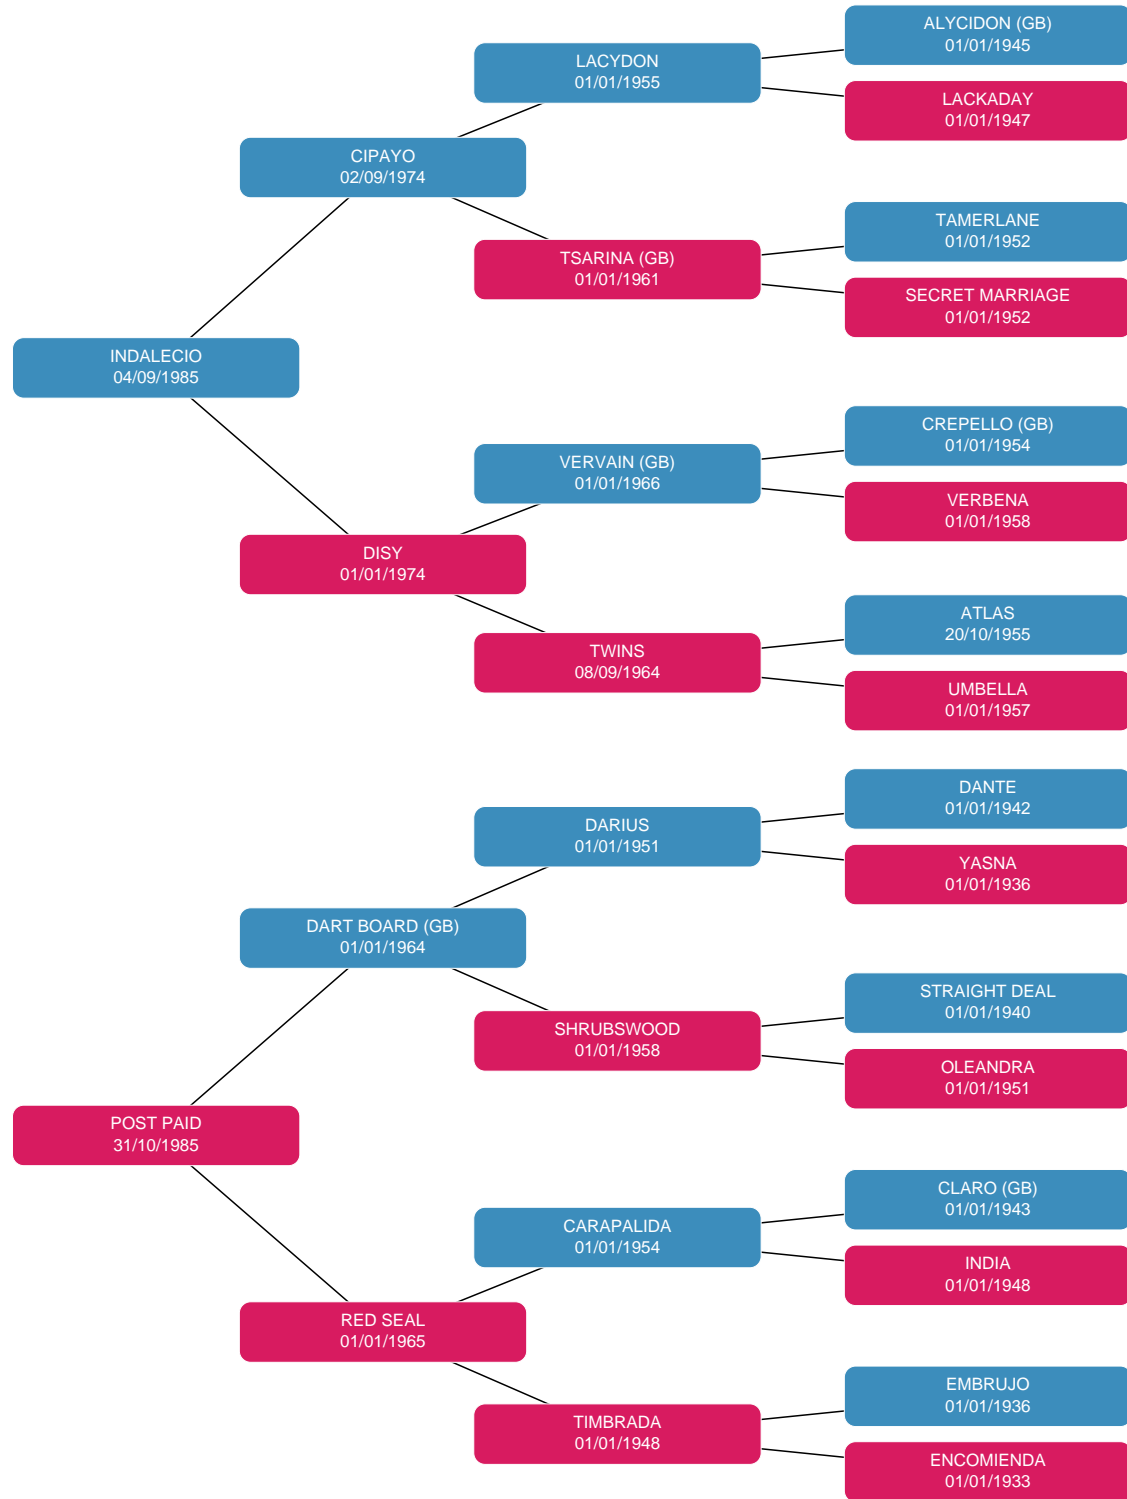 ALYCIDON (GB)
01/01/1945
LACYDON
01/01/1955
LACKADAY
01/01/1947
CIPAYO
02/09/1974
TAMERLANE
01/01/1952
TSARINA (GB)
01/01/1961
SECRET MARRIAGE
01/01/1952
INDALECIO
04/09/1985
CREPELLO (GB)
01/01/1954
VERVAIN (GB)
01/01/1966
VERBENA
01/01/1958
DISY
01/01/1974
ATLAS
20/10/1955
TWINS
08/09/1964
UMBELLA
01/01/1957
DANTE
01/01/1942
DARIUS
01/01/1951
YASNA
01/01/1936
DART BOARD (GB)
01/01/1964
STRAIGHT DEAL
01/01/1940
SHRUBSWOOD
01/01/1958
OLEANDRA
01/01/1951
POST PAID
31/10/1985
CLARO (GB)
01/01/1943
CARAPALIDA
01/01/1954
INDIA
01/01/1948
RED SEAL
01/01/1965
EMBRUJO
01/01/1936
TIMBRADA
01/01/1948
ENCOMIENDA
01/01/1933